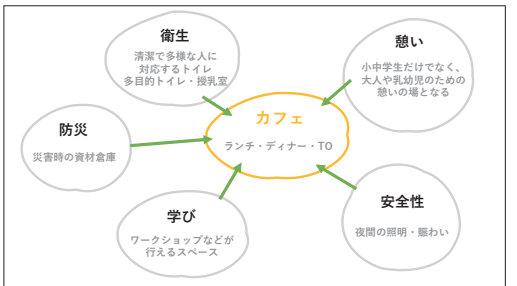 衛生
清潔で多様な人に
対応するトイレ
多目的トイレ・授乳室
憩い
小中学生だけでなく、
大人や乳幼児のための
憩いの場となる
カフェ
ランチ・ディナー・TO
防災
災害時の資材倉庫
学び
ワークショップなどが
行えるスペース
安全性
夜間の照明・賑わい